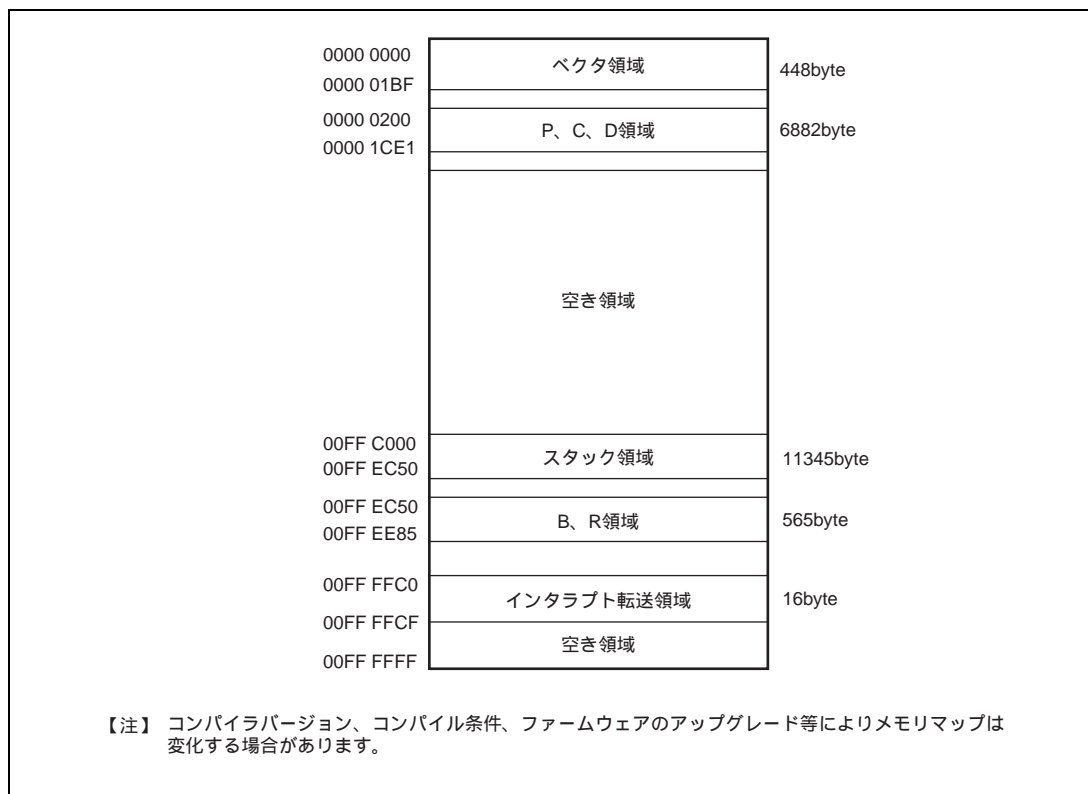 0000 0000
ベクタ領域
448byte
0000 01BF
0000 0200
P、C、D領域
6882byte
0000 1CE1
空き領域
00FF C000
スタック領域
11345byte
00FF EC50
00FF EC50
B、R領域
565byte
00FF EE85
00FF FFC0
インタラプト転送領域
16byte
00FF FFCF
空き領域
00FF FFFF
【注】 コンパイラバージョン、コンパイル条件、ファームウェアのアップグレード等によりメモリマップは
変化する場合があります。